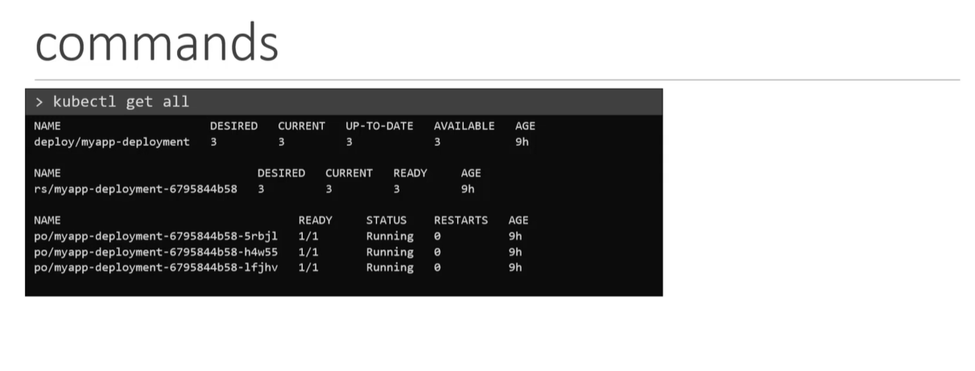 commands
> kubectl get all
NAME DESIRED CURRENT UP-TO-DATE AVAILABLE AGE
deploy/myapp-deployment 3 3 3 3 9h
NAME DESIRED CURRENT READY AGE
rs/myapp-deployment-6795844b58 3 3 3 9h
NAME READY STATUS RESTARTS AGE
po/myapp-deployment-6795844b58-5rbjl 1/1 Running 0 9h
po/myapp-deployment-6795844b58-h4w55 1/1 Running 0 9h
po/myapp-deployment-6795844b58-lfjhv 1/1 Running 0 9h